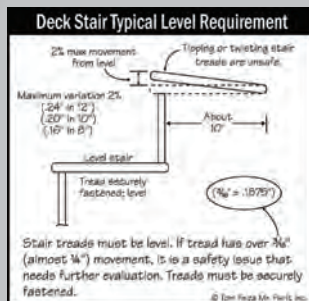 Deck Stair Typical Level Requirement
2% max movement
from level
Tipping or twisting stair
treads are unsafe.
Maximum variation 2%
(.24" in 12")
(.20" in 10")
(.16" in 8")
About
10"
Level stair
Tread securely
fastened; level
(3/16" = .1875")
Stair treads must be level. If tread has over 3/16"
(almost 1/4") movement, it is a safety issue that
needs further evaluation. Treads must be securely
fastened.
© Tom Feza Mr. Fix-It, Inc.